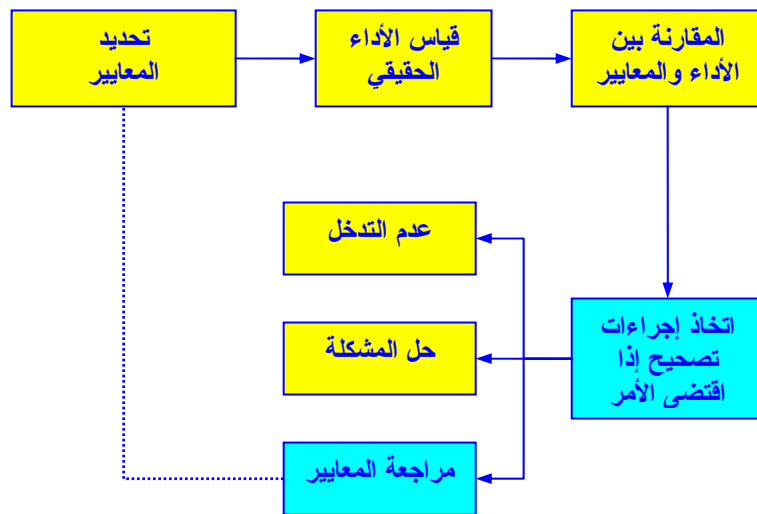 تحديد
المعايير
قياس الأداء
الحقيقي
المقارنة بين
الأداء والمعايير
عدم التدخل
حل المشكلة
مراجعة المعايير
اتخاذ إجراءات
تصحيح إذا
اقتضى الأمر